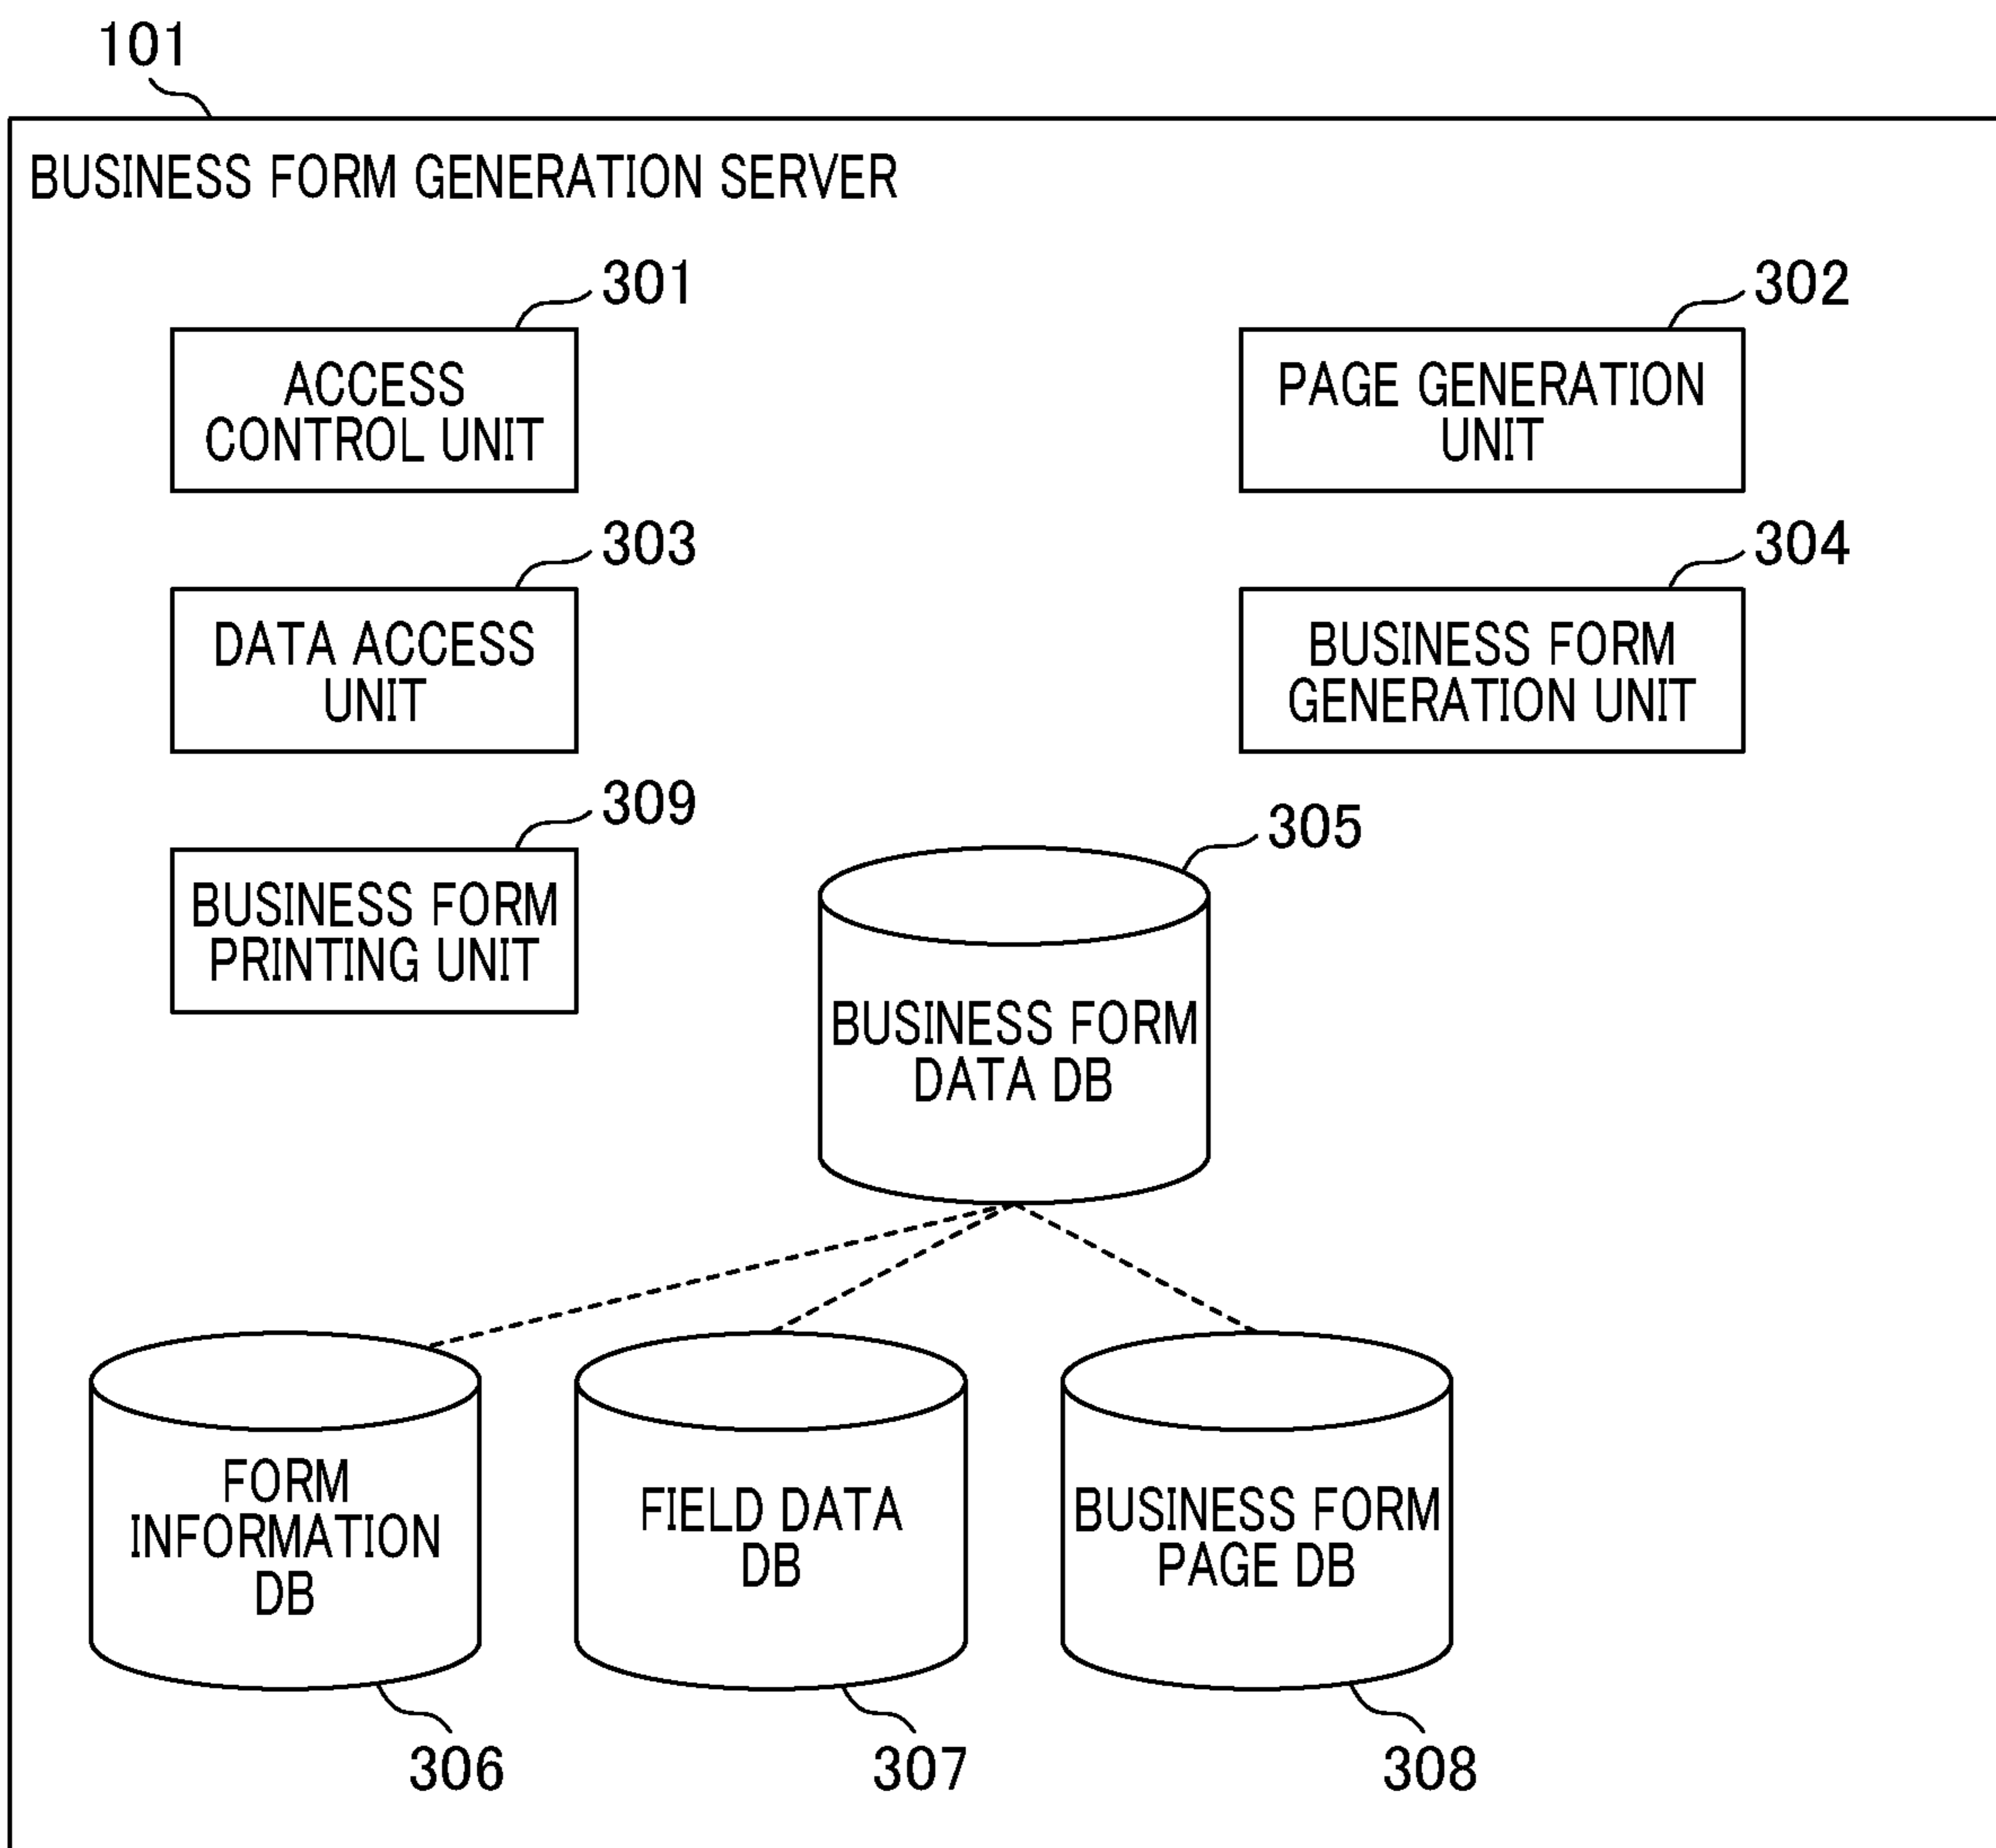 101
BUSINESS FORM GENERATION SERVER
301
ACCESS
CONTROL UNIT
302
PAGE GENERATION
UNIT
303
DATA ACCESS
UNIT
304
BUSINESS FORM
GENERATION UNIT
309
BUSINESS FORM
PRINTING UNIT
305
BUSINESS FORM
DATA DB
FORM
INFORMATION
DB
306
FIELD DATA
DB
307
BUSINESS FORM
PAGE DB
308